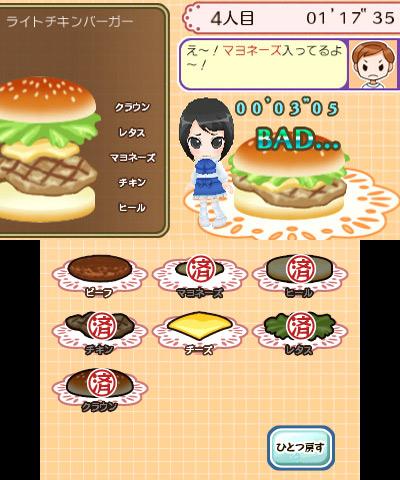 ライトチキンバーガー
クラウン
レタス
マヨネーズ
チキン
ヒール
4人目 01'17"35
え〜！マヨネーズ入ってるよ
〜！
00'03"05
BAD...
ビーフ
済
マヨネーズ
済
ヒール
済
チキン
チーズ
済
レタス
済
クラウン
ひとつ戻す